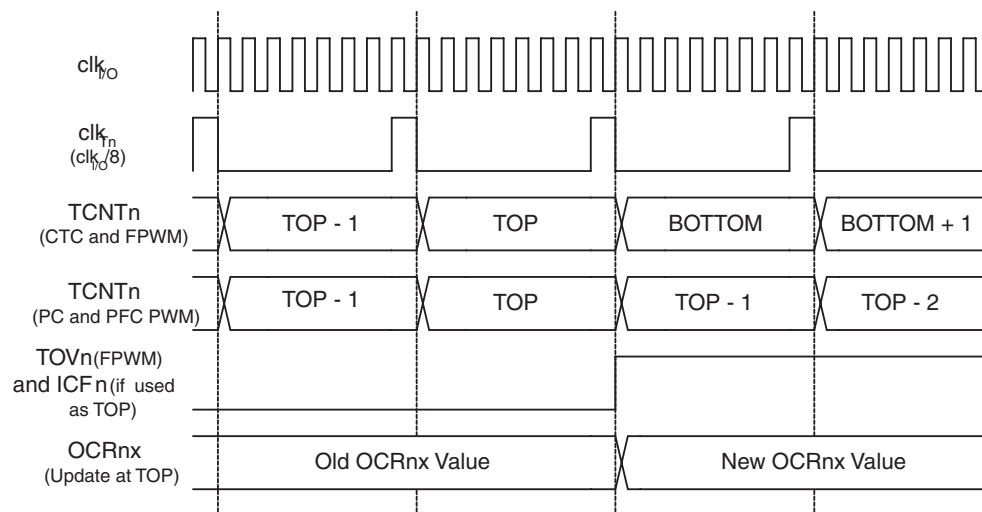 clkI/O
clkTn
(clkI/O/8)
TCNTn
(CTC and FPWM)
TOP - 1 TOP BOTTOM BOTTOM + 1
TCNTn
(PC and PFC PWM)
TOP - 1 TOP TOP - 1 TOP - 2
TOVn(FPWM)
and ICFn(if used
as TOP)
OCRnx
(Update at TOP)
Old OCRnx Value New OCRnx Value